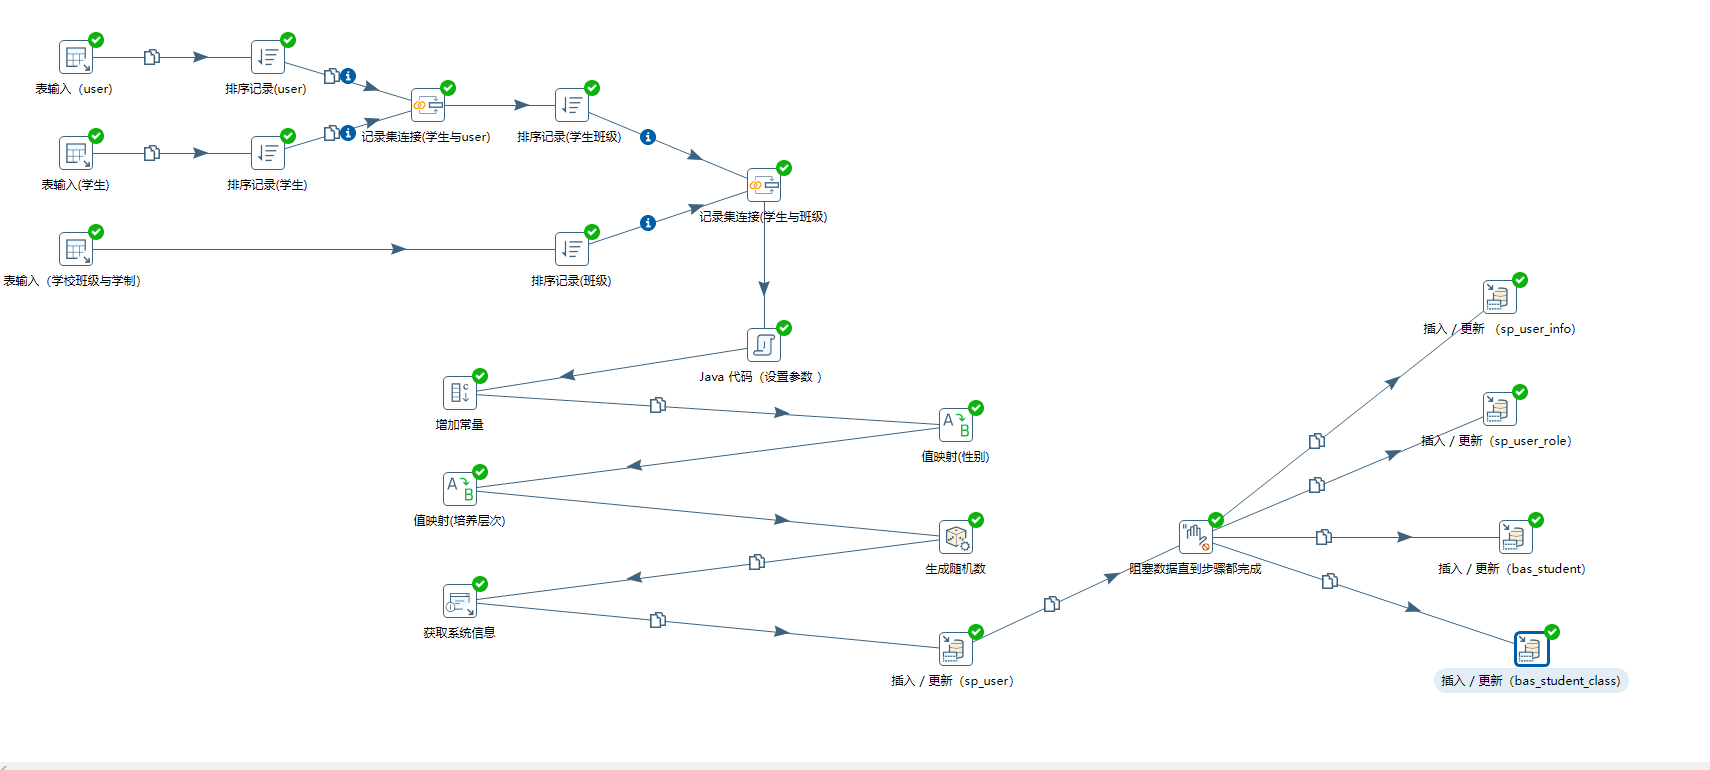 表输入（user)
排序记录(user)
记录集连接(学生与user)
排序记录(学生班级)
表输入(学生)
排序记录(学生)
记录集连接(学生与班级)
表输入（学校班级与学制）
排序记录(班级)
Java 代码（设置参数 ）
增加常量
值映射(性别)
值映射(培养层次)
生成随机数
获取系统信息
插入 / 更新（sp_user）
阻塞数据直到步骤都完成
插入 / 更新 （sp_user_info）
插入 / 更新（sp_user_role）
插入 / 更新（bas_student）
插入 / 更新（bas_student_class）